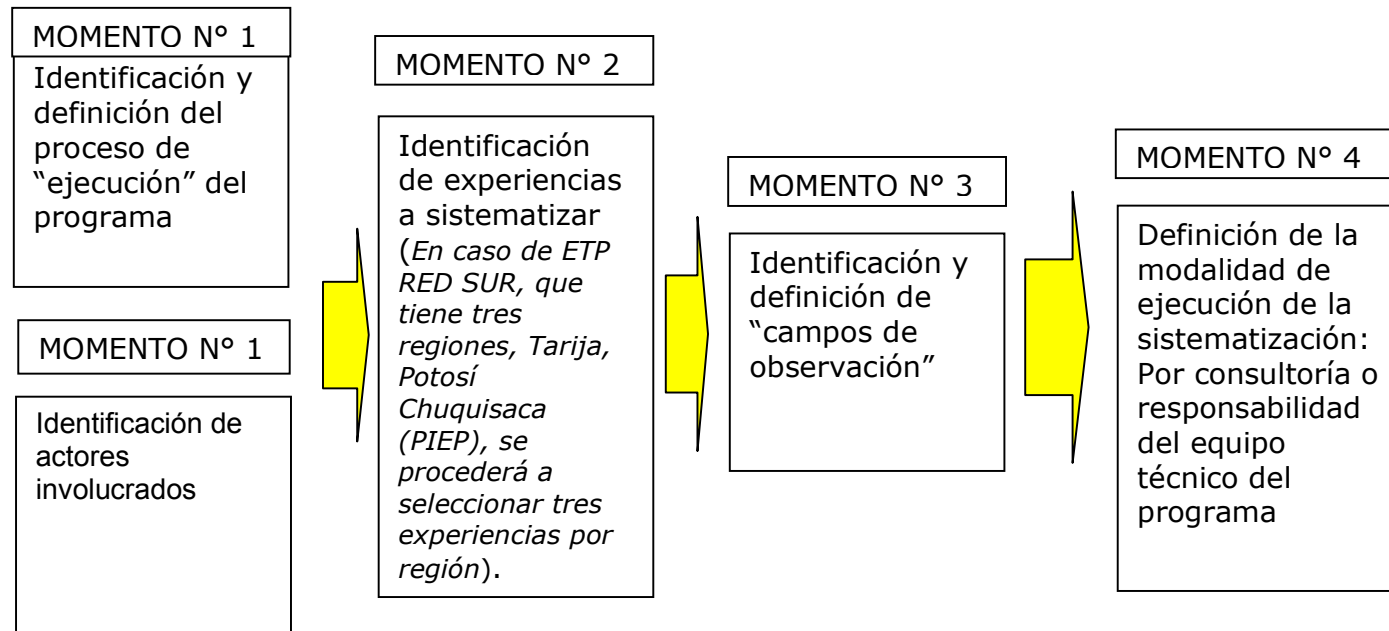 MOMENTO N° 1
Identificación y
definición del
proceso de
“ejecución” del
programa
MOMENTO N° 1
Identificación de
actores
involucrados
MOMENTO N° 2
Identificación
de experiencias
a sistematizar
(En caso de ETP
RED SUR, que
tiene tres
regiones, Tarija,
Potosí
Chuquisaca
(PIEP), se
procederá a
seleccionar tres
experiencias por
región).
MOMENTO N° 3
Identificación y
definición de
“campos de
observación”
MOMENTO N° 4
Definición de la
modalidad de
ejecución de la
sistematización:
Por consultoría o
responsabilidad
del equipo
técnico del
programa